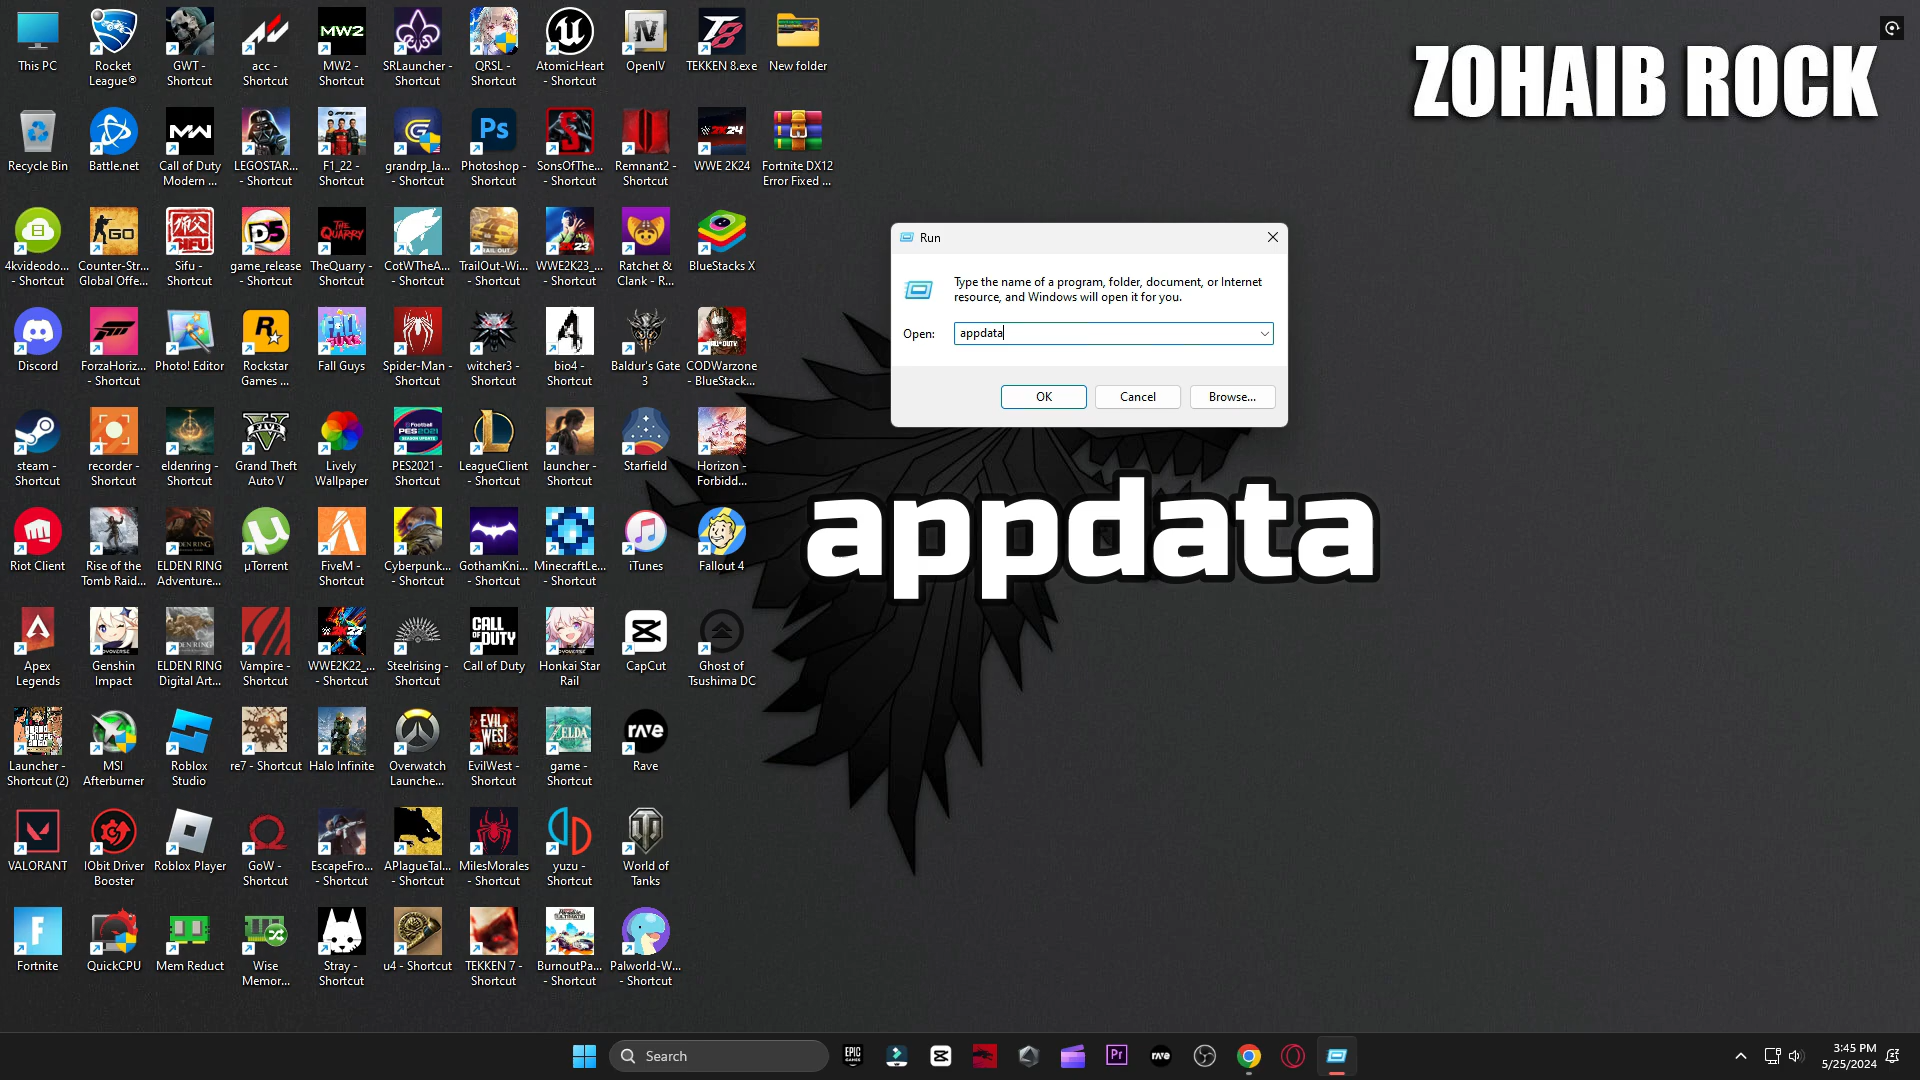 ZOHAIB ROCK
This PC
Rocket
League®
GWT -
Shortcut
acc -
Shortcut
MW2 -
Shortcut
SRLauncher -
Shortcut
QRSL -
Shortcut
AtomicHeart
- Shortcut
OpenIV
TEKKEN 8.exe
New folder
Recycle Bin
Battle.net
Call of Duty
Modern ...
LEGOSTAR...
- Shortcut
F1_22 -
Shortcut
grandrp_la...
- Shortcut
Photoshop -
Shortcut
SonsOfThe...
- Shortcut
Remnant2 -
Shortcut
WWE 2K24
Fortnite DX12
Error Fixed ...
4kvideodo...
- Shortcut
Counter-Str...
Global Offe...
Sifu -
Shortcut
game_release
- Shortcut
TheQuarry -
Shortcut
CotWTheA...
- Shortcut
TrailOut-Wi...
- Shortcut
WWE2K23_...
- Shortcut
Ratchet &
Clank - R...
BlueStacks X
Run
Type the name of a program, folder, document, or Internet
resource, and Windows will open it for you.
Open:
appdata
OK
Cancel
Browse...
Discord
ForzaHoriz...
- Shortcut
Photo! Editor
Rockstar
Games ...
Fall Guys
Spider-Man -
Shortcut
witcher3 -
Shortcut
bio4 -
Shortcut
Baldur's Gate
3
CODWarzone
- BlueStack...
steam -
Shortcut
recorder -
Shortcut
eldenring -
Shortcut
Grand Theft
Auto V
Lively
Wallpaper
PES2021 -
Shortcut
LeagueClient
- Shortcut
launcher -
Shortcut
Starfield
Horizon -
Forbidd...
appdata
Riot Client
Rise of the
Tomb Raid...
ELDEN RING
Adventure...
µTorrent
FiveM -
Shortcut
Cyberpunk...
- Shortcut
GothamKni...
- Shortcut
MinecraftLe...
- Shortcut
iTunes
Fallout 4
Apex
Legends
Genshin
Impact
ELDEN RING
Digital Art...
Vampire -
Shortcut
WWE2K22_...
- Shortcut
Steelrising -
Shortcut
Call of Duty
Honkai Star
Rail
CapCut
Ghost of
Tsushima DC
Launcher -
Shortcut (2)
MSI
Afterburner
Roblox
Studio
re7 - Shortcut
Halo Infinite
Overwatch
Launche...
EvilWest -
Shortcut
game -
Shortcut
Rave
VALORANT
IObit Driver
Booster
Roblox Player
GoW -
Shortcut
EscapeFro...
- Shortcut
APlagueTal...
- Shortcut
MilesMorales
- Shortcut
yuzu -
Shortcut
World of
Tanks
Fortnite
QuickCPU
Mem Reduct
Wise
Memor...
Stray -
Shortcut
u4 - Shortcut
TEKKEN 7 -
Shortcut
BurnoutPa...
- Shortcut
Palworld-W...
- Shortcut
Search
3:45 PM
5/25/2024